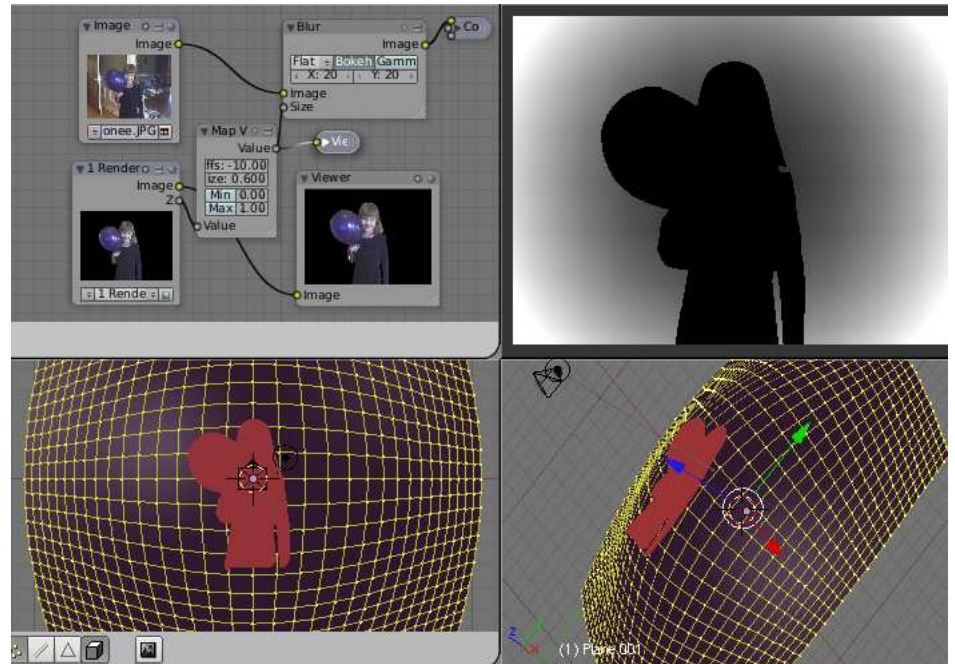 Image
Image
onee.JPG
Blur
Image
Flat Bokeh Gamm
X: 20 Y: 20
Image
Size
Co
Map V
Value
ffs: -10.00
ize: 0.600
Min 0.00
Max 1.00
Value
Vie
1 Render
Image
Z
1 Rende
Viewer
Image
Z
X
(1) Plane.001